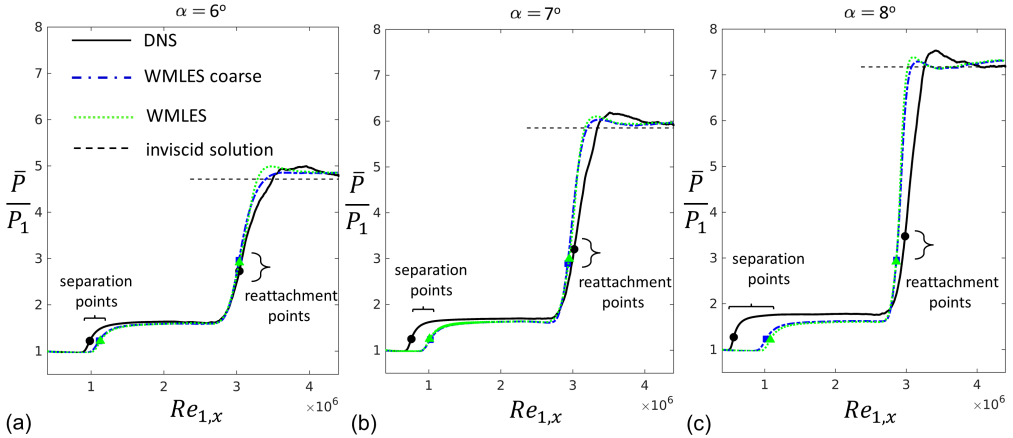 α = 6°
8
7
6
5
4
3
2
1
DNS
WMLES coarse
WMLES
inviscid solution
P̄
P₁
separation
points
reattachment
points
1
2
3
4
×10⁶
Re₁,ₓ
(a)
α = 7°
8
7
6
5
4
3
2
1
P̄
P₁
separation
points
reattachment
points
1
2
3
4
×10⁶
Re₁,ₓ
(b)
α = 8°
8
7
6
5
4
3
2
1
P̄
P₁
separation
points
reattachment
points
1
2
3
4
×10⁶
Re₁,ₓ
(c)